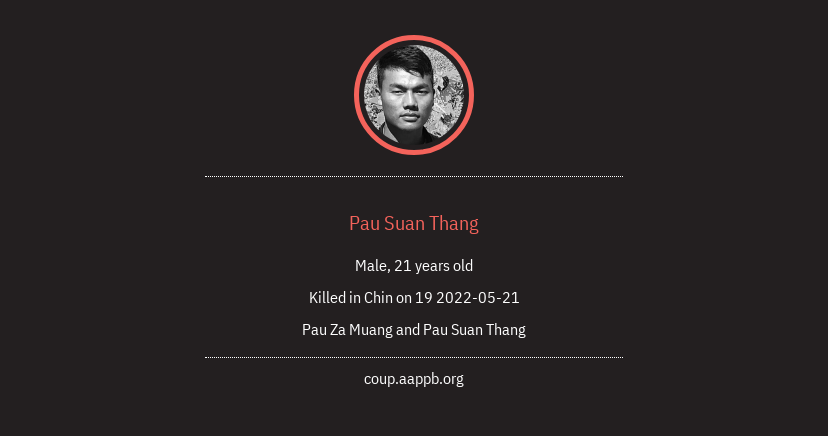 Pau Suan Thang
Male, 21 years old
Killed in Chin on 19 2022-05-21
Pau Za Muang and Pau Suan Thang
coup.aappb.org